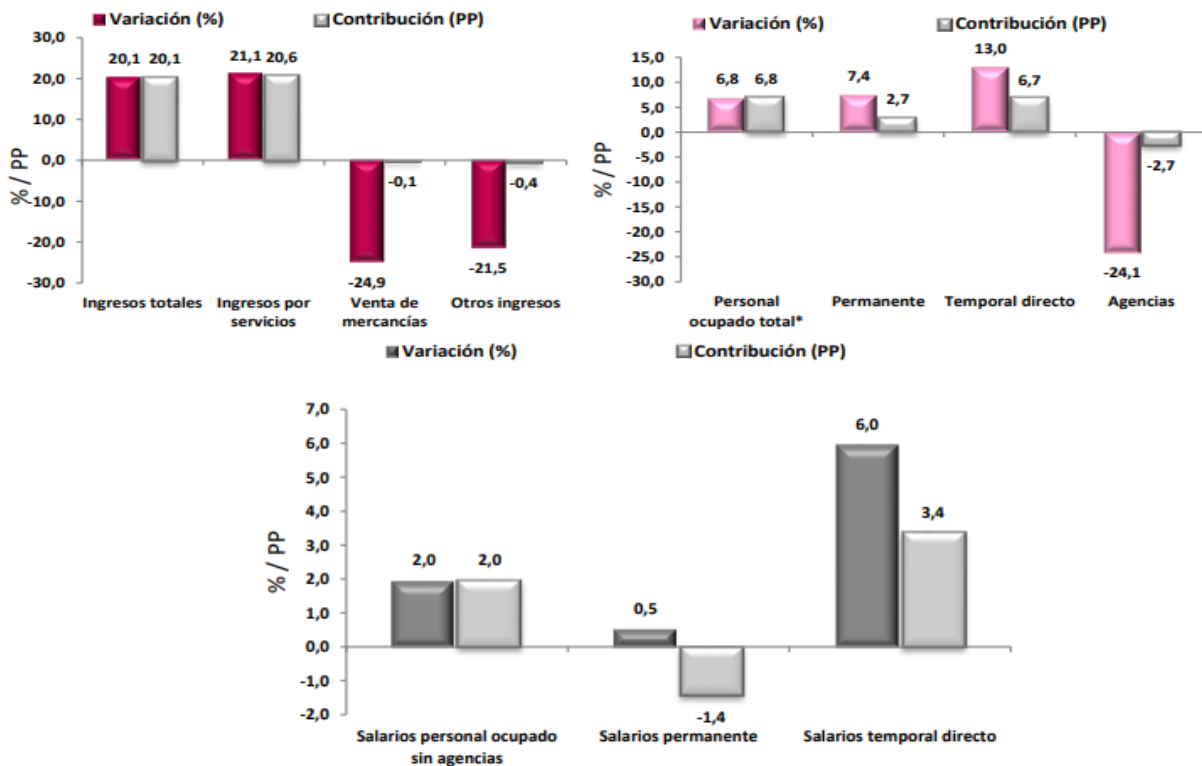 Variación (%) Contribución (PP)
30,0
20,0
10,0
0,0
-10,0
-20,0
-30,0
% / PP
20,1 20,1
21,1 20,6
-24,9
-0,1
-21,5
-0,4
Ingresos totales
Ingresos por
servicios
Venta de
mercancías
Otros ingresos
Variación (%) Contribución (PP)
15,0
10,0
5,0
0,0
-5,0
-10,0
-15,0
-20,0
-25,0
-30,0
% / PP
6,8 6,8
7,4
2,7
13,0
6,7
-24,1
-2,7
Personal
ocupado total*
Permanente
Temporal directo
Agencias
Variación (%) Contribución (PP)
7,0
6,0
5,0
4,0
3,0
2,0
1,0
0,0
-1,0
-2,0
% / PP
2,0 2,0
0,5
-1,4
6,0
3,4
Salarios personal ocupado
sin agencias
Salarios permanente
Salarios temporal directo